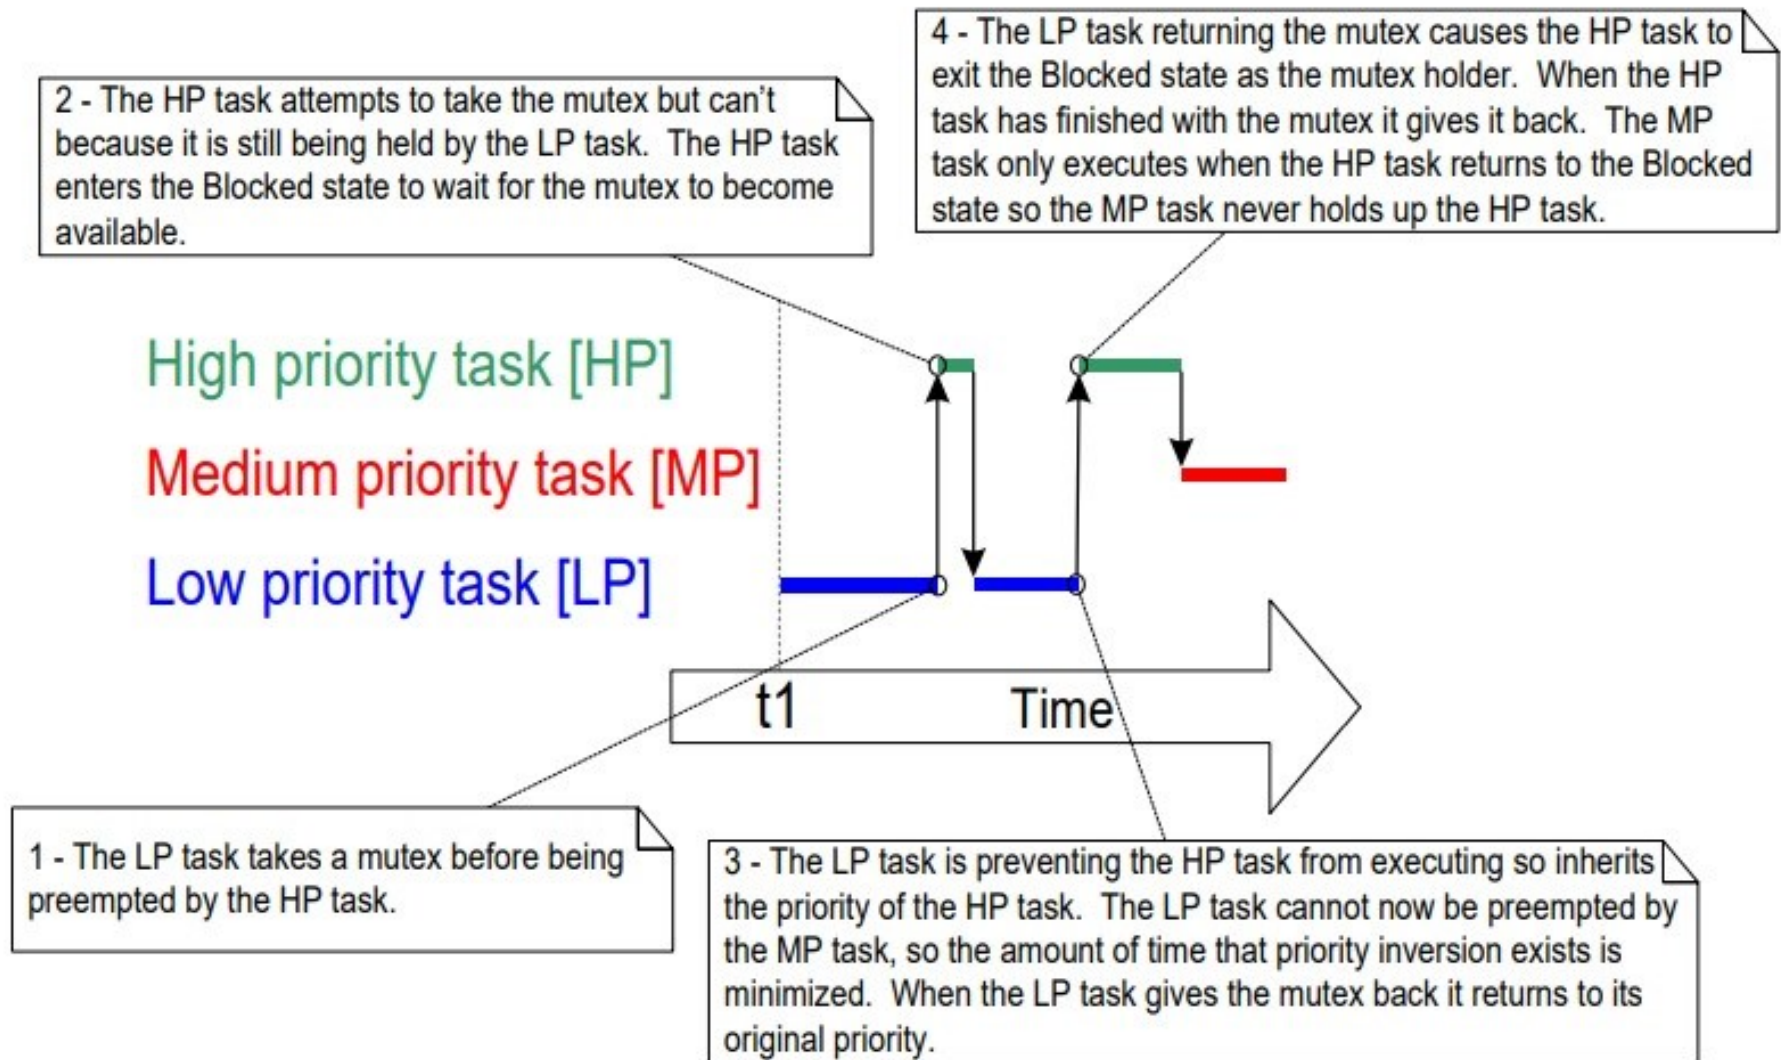 2 - The HP task attempts to take the mutex but can't
because it is still being held by the LP task.  The HP task
enters the Blocked state to wait for the mutex to become
available.
4 - The LP task returning the mutex causes the HP task to
exit the Blocked state as the mutex holder.  When the HP
task has finished with the mutex it gives it back.  The MP
task only executes when the HP task returns to the Blocked
state so the MP task never holds up the HP task.
High priority task [HP]
Medium priority task [MP]
Low priority task [LP]
t1
Time
1 - The LP task takes a mutex before being
preempted by the HP task.
3 - The LP task is preventing the HP task from executing so inherits
the priority of the HP task.  The LP task cannot now be preempted by
the MP task, so the amount of time that priority inversion exists is
minimized.  When the LP task gives the mutex back it returns to its
original priority.